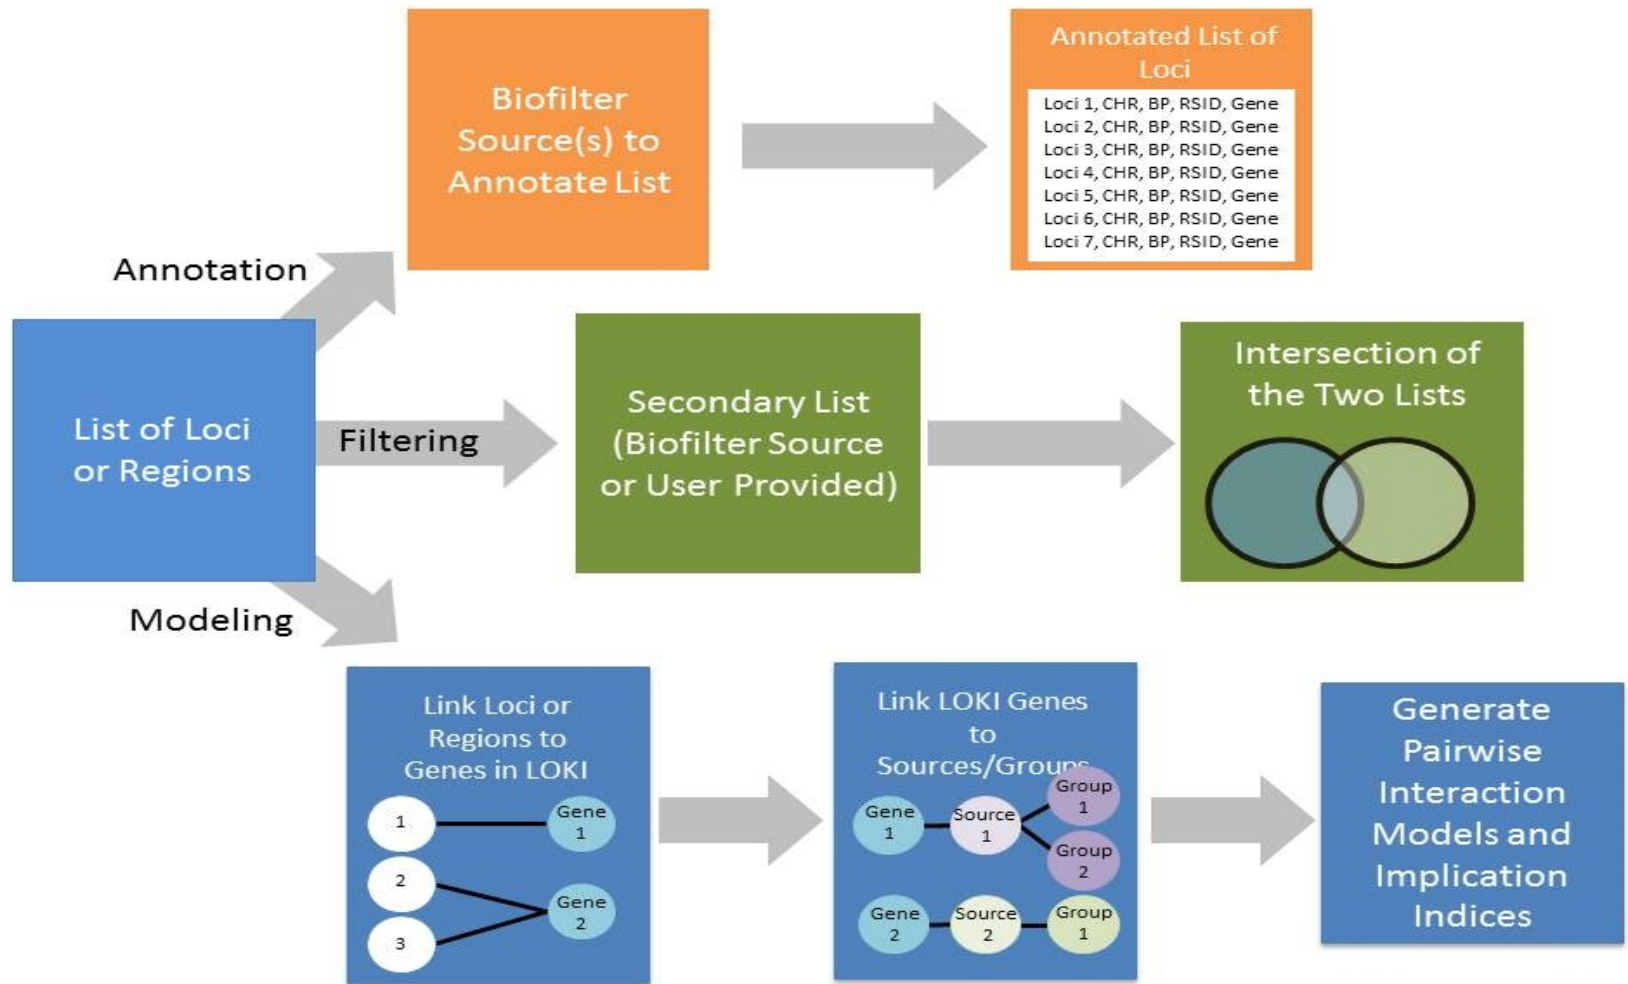 Biofilter
Source(s) to
Annotate List
Annotated List of
Loci
Loci 1, CHR, BP, RSID, Gene
Loci 2, CHR, BP, RSID, Gene
Loci 3, CHR, BP, RSID, Gene
Loci 4, CHR, BP, RSID, Gene
Loci 5, CHR, BP, RSID, Gene
Loci 6, CHR, BP, RSID, Gene
Loci 7, CHR, BP, RSID, Gene
Annotation
List of Loci
or Regions
Filtering
Secondary List
(Biofilter Source
or User Provided)
Intersection of
the Two Lists
Modeling
Link Loci or
Regions to
Genes in LOKI
1
2
3
Gene
1
Gene
2
Link LOKI Genes
to
Sources/Groups
Gene
1
Source
1
Group
1
Group
2
Gene
2
Source
2
Group
1
Generate
Pairwise
Interaction
Models and
Implication
Indices